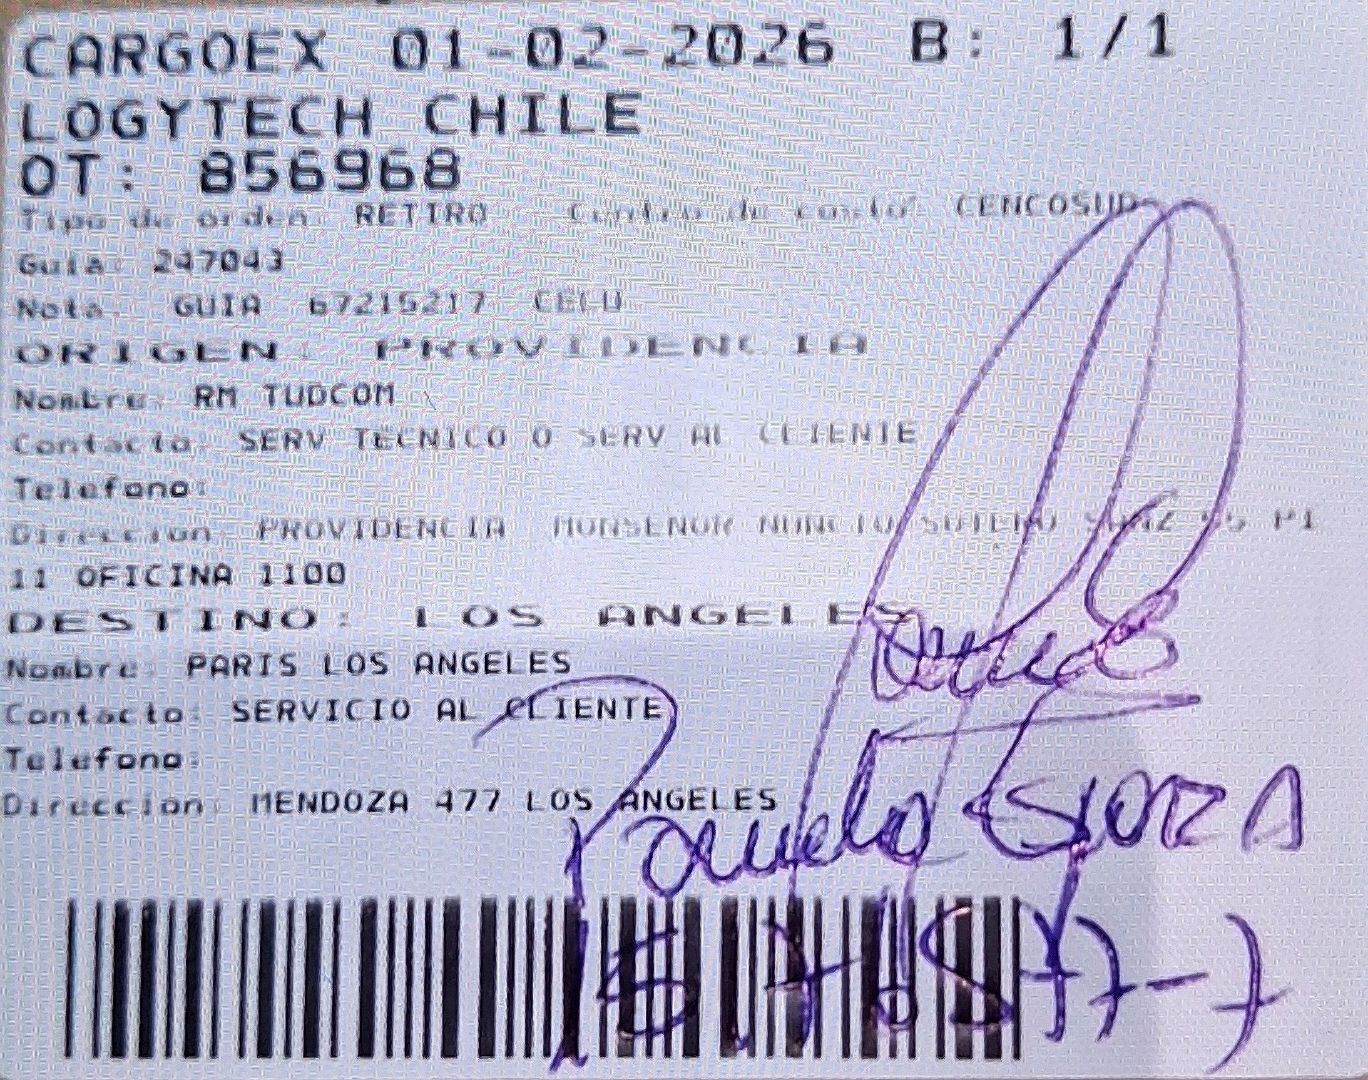 CARGOEX 01-02-2026 B: 1/1
LOGYTECH CHILE
OT: 856968
Tipo de orden: RETIRO Centro de costo: CENCOSUD
Guia: 247043
Nota: GUIA 67215217 CELU
ORIGEN: PROVIDENCIA
Nombre: RM TUDCOM
Contacto: SERV TECNICO O SERV AL CLIENTE
Telefono:
Direccion: PROVIDENCIA MONSENOR NUNCIO SOTERO SANZ 55 PI
11 OFICINA 1100
DESTINO: LOS ANGELES
Nombre: PARIS LOS ANGELES
Contacto: SERVICIO AL CLIENTE
Telefono:
Direccion: MENDOZA 477 LOS ANGELES